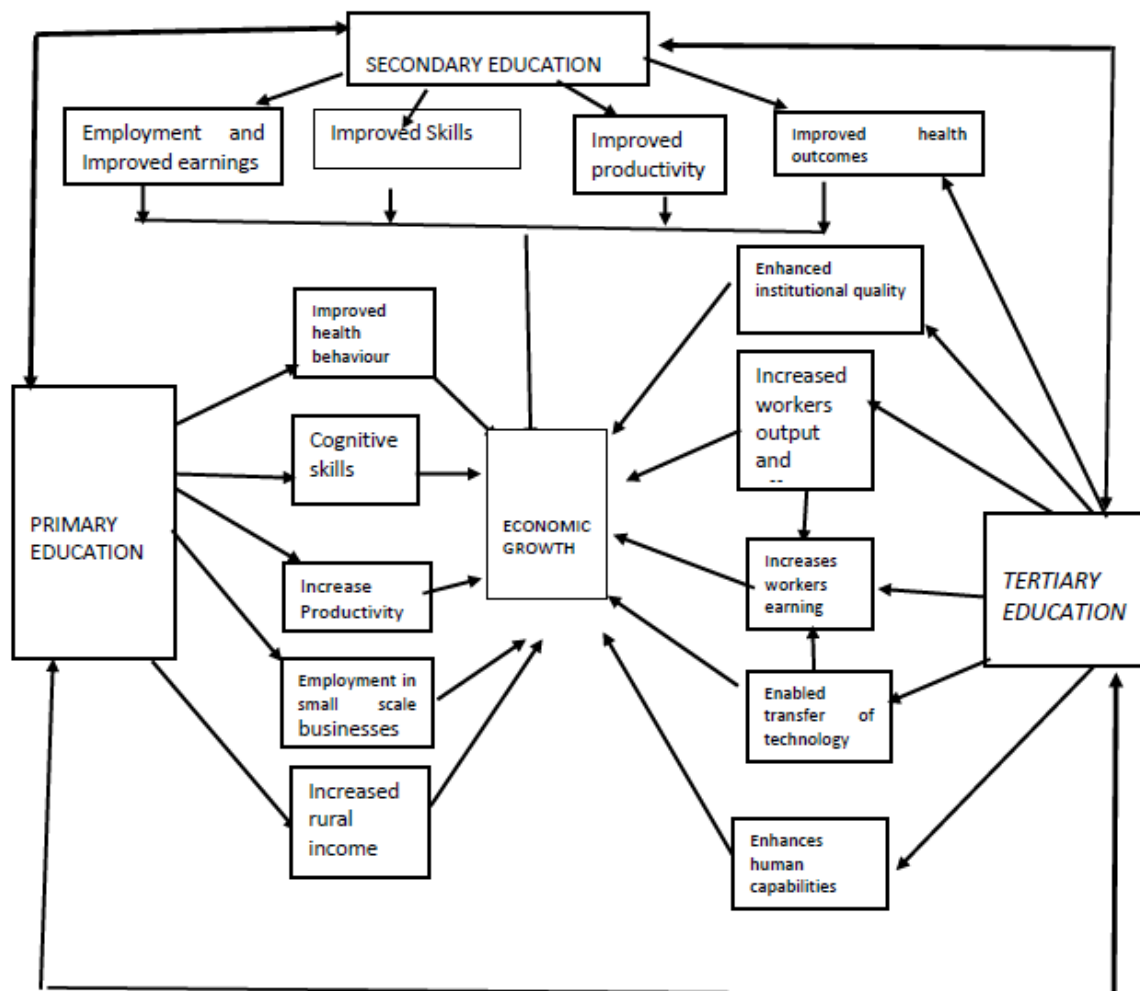 SECONDARY EDUCATION
Employment and
Improved earnings
Improved Skills
Improved
productivity
Improved health
outcomes
Enhanced
institutional quality
Improved
health
behaviour
Increased
workers
output
and
Cognitive
skills
PRIMARY
EDUCATION
ECONOMIC
GROWTH
Increases
workers
earning
TERTIARY
EDUCATION
Increase
Productivity
Employment in
small scale
businesses
Enabled
transfer of
technology
Increased
rural
income
Enhances
human
capabilities